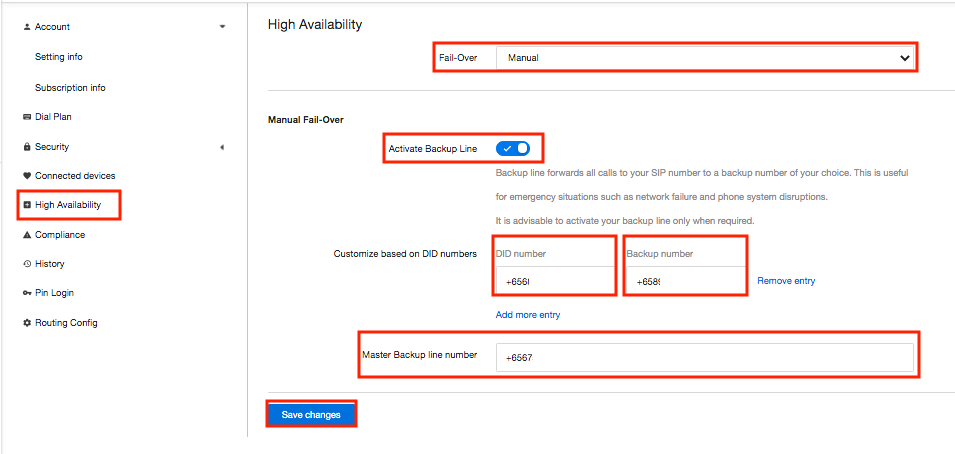 Account
Setting info
Subscription info
Dial Plan
Security
Connected devices
High Availability
Compliance
History
Pin Login
Routing Config
High Availability
Fail-Over Manual
Manual Fail-Over
Activate Backup Line
Backup line forwards all calls to your SIP number to a backup number of your choice. This is useful
for emergency situations such as network failure and phone system disruptions.
It is advisable to activate your backup line only when required.
Customize based on DID numbers DID number Backup number
+656 +6589 Remove entry
Add more entry
Master Backup line number +6567
Save changes